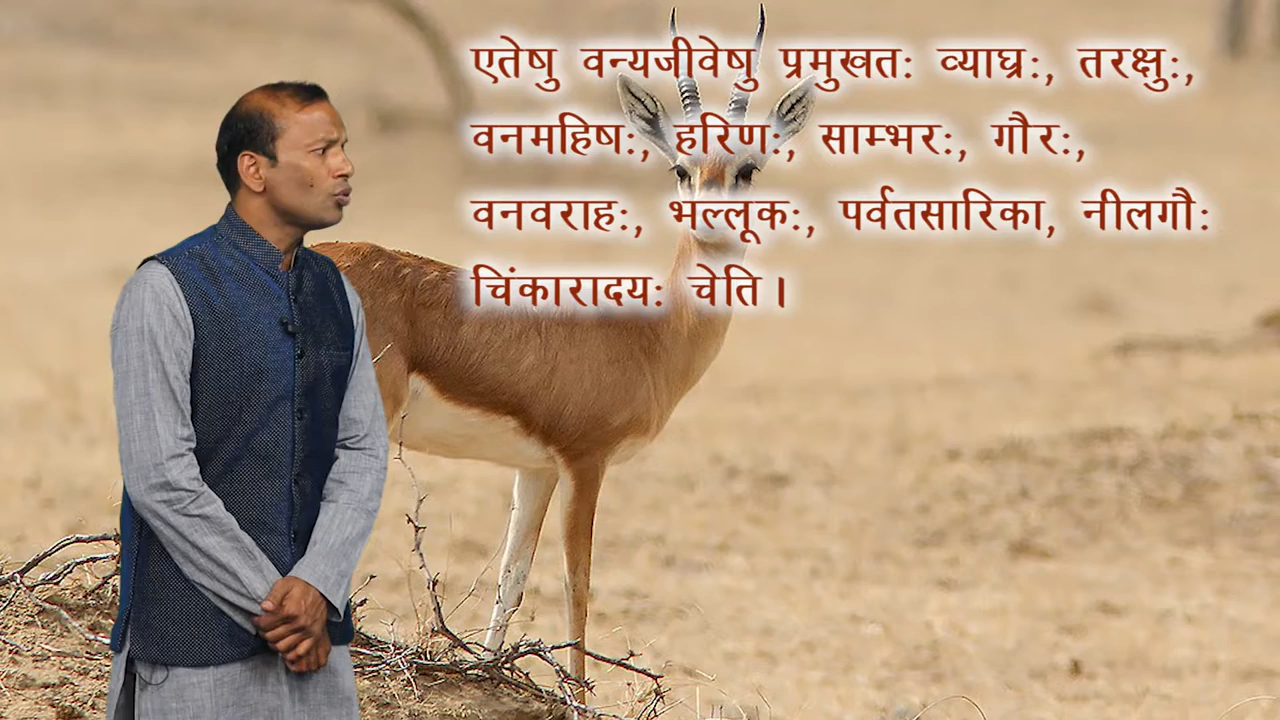 एतेषु वन्यजीवेषु प्रमुखतः व्याघ्रः, तरक्षुः,
वनमहिषः, हरिणः, साम्भरः, गौरः,
वनवराहः, भल्लूकः, पर्वतसारिका, नीलगौः
चिंकारादयः चेति।